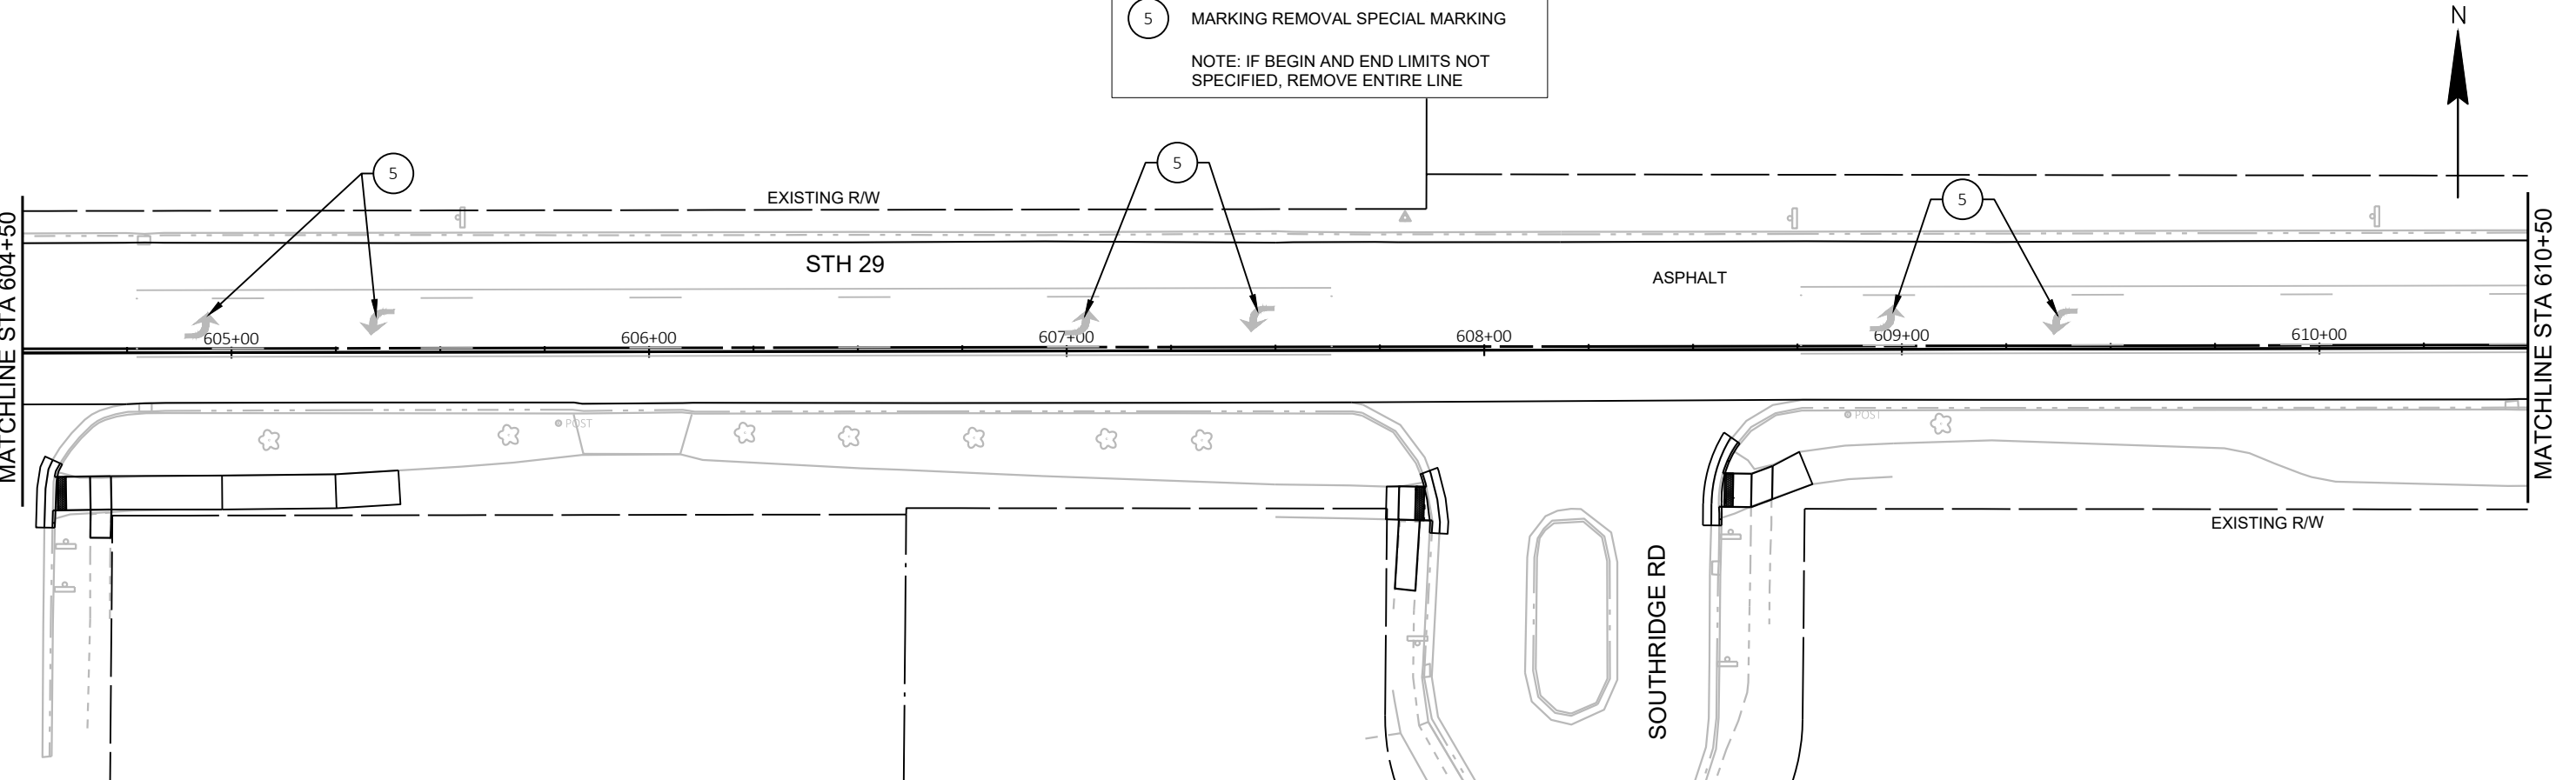 5 MARKING REMOVAL SPECIAL MARKING
NOTE: IF BEGIN AND END LIMITS NOT
SPECIFIED, REMOVE ENTIRE LINE
N
5
5
5
EXISTING R/W
MATCHLINE STA 604+50
STH 29
ASPHALT
MATCHLINE STA 610+50
605+00
606+00
607+00
608+00
609+00
610+00
POST
POST
EXISTING R/W
SOUTHRIDGE RD